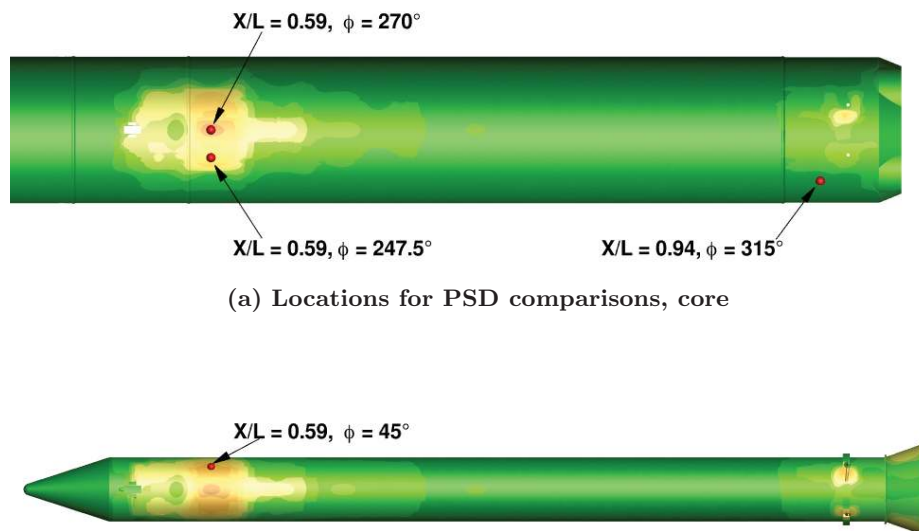 X/L = 0.59, ϕ = 270°
X/L = 0.59, ϕ = 247.5°
X/L = 0.94, ϕ = 315°
(a) Locations for PSD comparisons, core
X/L = 0.59, ϕ = 45°